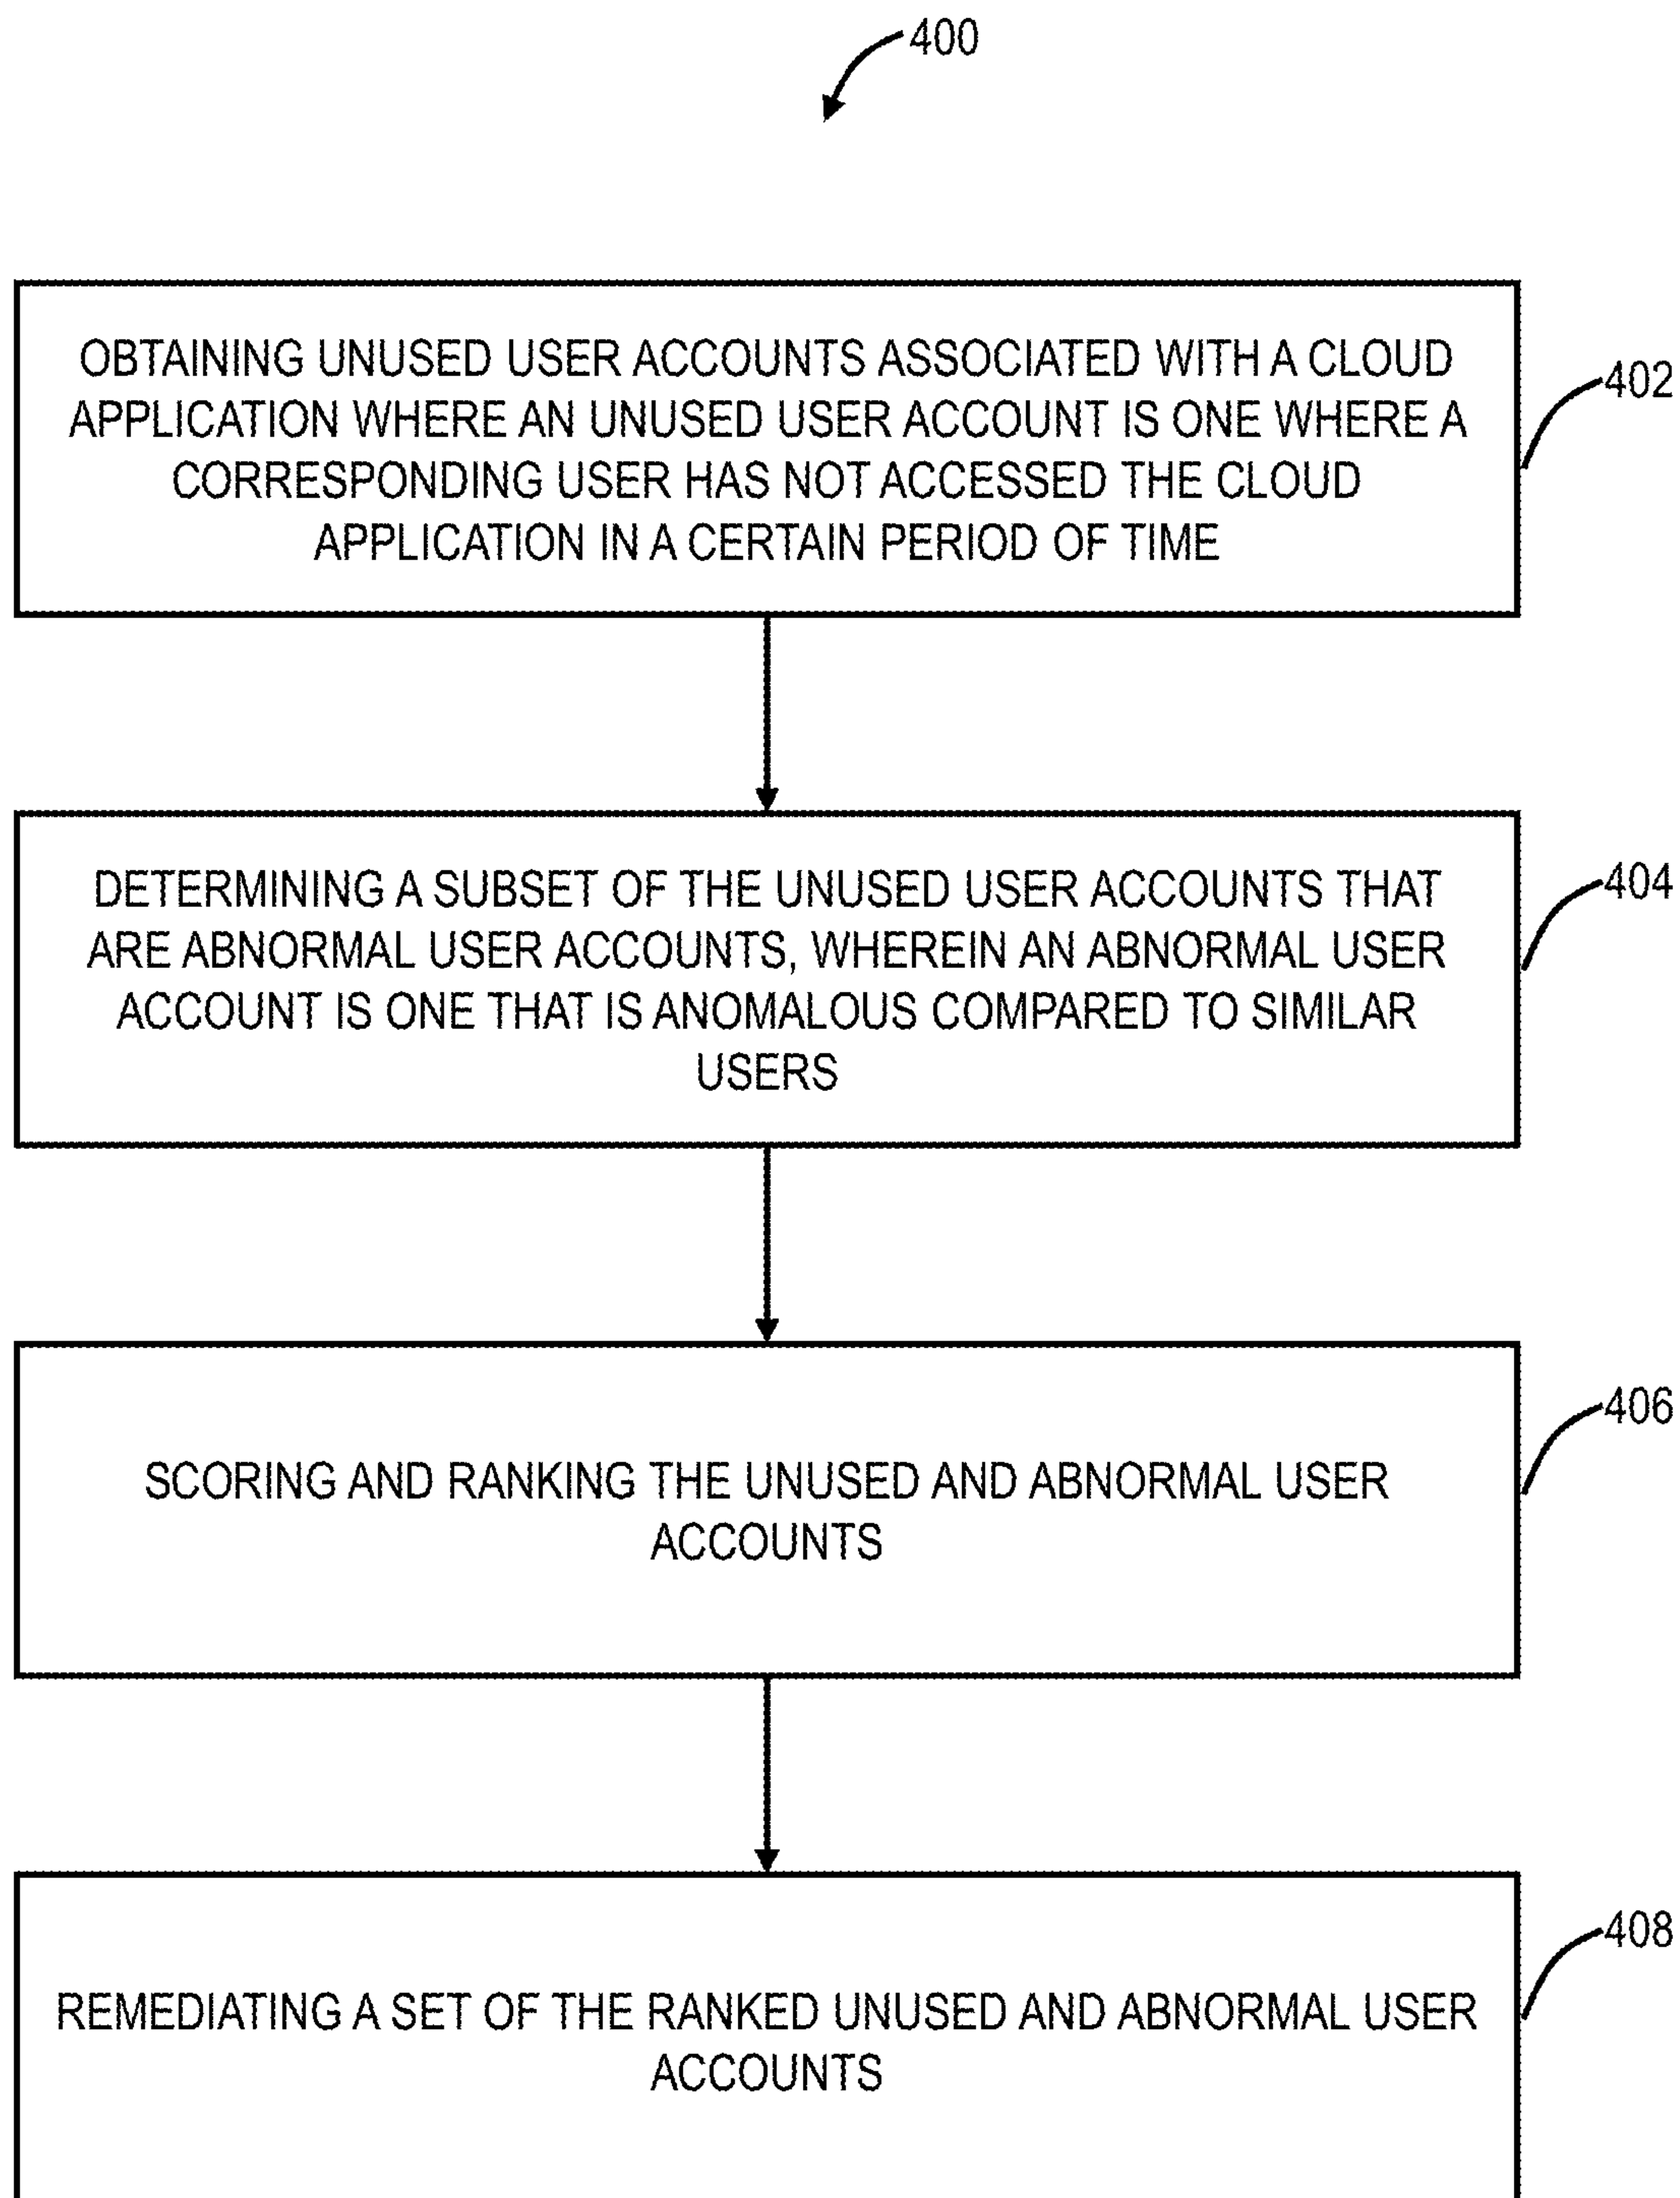 400
OBTAINING UNUSED USER ACCOUNTS ASSOCIATED WITH A CLOUD
APPLICATION WHERE AN UNUSED USER ACCOUNT IS ONE WHERE A
CORRESPONDING USER HAS NOT ACCESSED THE CLOUD
APPLICATION IN A CERTAIN PERIOD OF TIME
402
DETERMINING A SUBSET OF THE UNUSED USER ACCOUNTS THAT
ARE ABNORMAL USER ACCOUNTS, WHEREIN AN ABNORMAL USER
ACCOUNT IS ONE THAT IS ANOMALOUS COMPARED TO SIMILAR
USERS
404
SCORING AND RANKING THE UNUSED AND ABNORMAL USER
ACCOUNTS
406
REMEDIATING A SET OF THE RANKED UNUSED AND ABNORMAL USER
ACCOUNTS
408